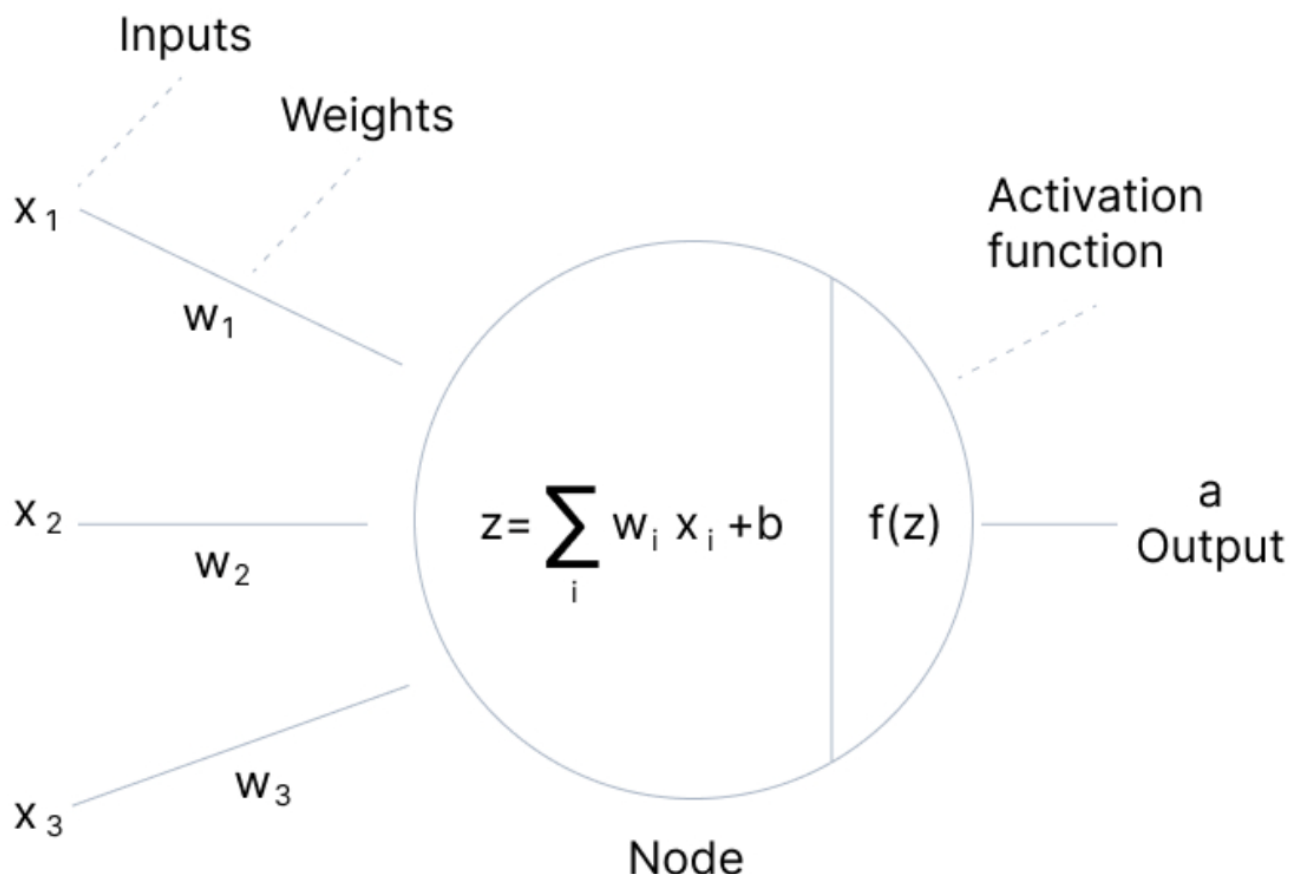 Inputs
Weights
x₁
w₁
Activation
function
x₂
w₂
z= ∑ wᵢ xᵢ +b
i
f(z)
a
Output
x₃
w₃
Node